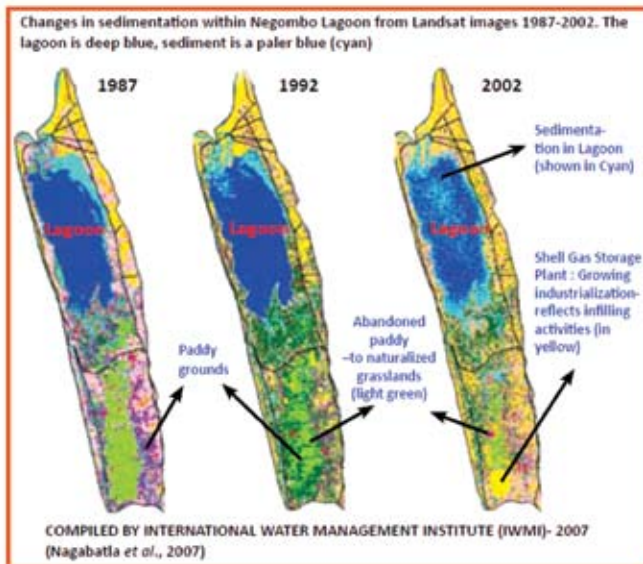 Changes in sedimentation within Negombo Lagoon from Landsat images 1987-2002. The
lagoon is deep blue, sediment is a paler blue (cyan)
1987
1992
2002
Sedimenta-
tion in Lagoon
(shown in Cyan)
Lagoon
Lagoon
Lagoon
Shell Gas Storage
Plant : Growing
industrialization-
reflects infilling
activities (in
yellow)
Paddy
grounds
Abandoned
paddy
–to naturalized
grasslands
(light green)
COMPILED BY INTERNATIONAL WATER MANAGEMENT INSTITUTE (IWMI)- 2007
(Nagabatla et al., 2007)